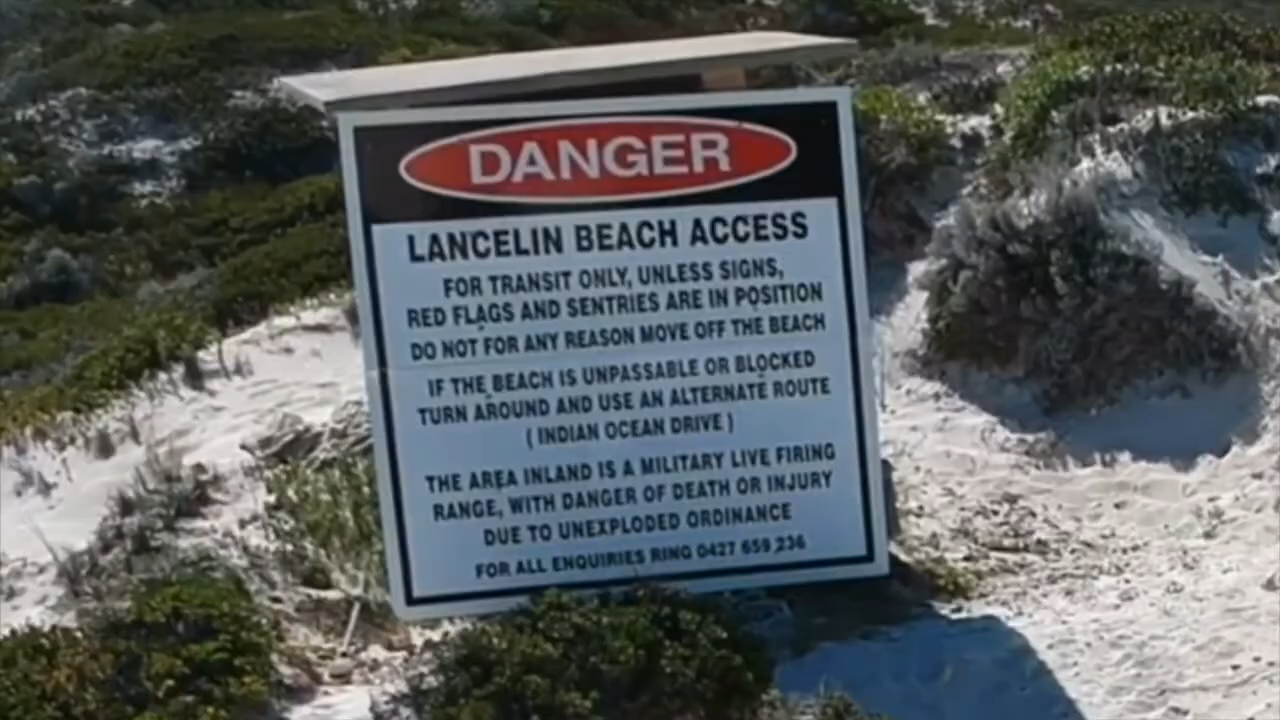 DANGER
LANCELIN BEACH ACCESS
FOR TRANSIT ONLY, UNLESS SIGNS,
RED FLAGS AND SENTRIES ARE IN POSITION
DO NOT FOR ANY REASON MOVE OFF THE BEACH
IF THE BEACH IS UNPASSABLE OR BLOCKED
TURN AROUND AND USE AN ALTERNATE ROUTE
( INDIAN OCEAN DRIVE )
THE AREA INLAND IS A MILITARY LIVE FIRING
RANGE, WITH DANGER OF DEATH OR INJURY
DUE TO UNEXPLODED ORDINANCE
FOR ALL ENQUIRIES RING 0427 659 236